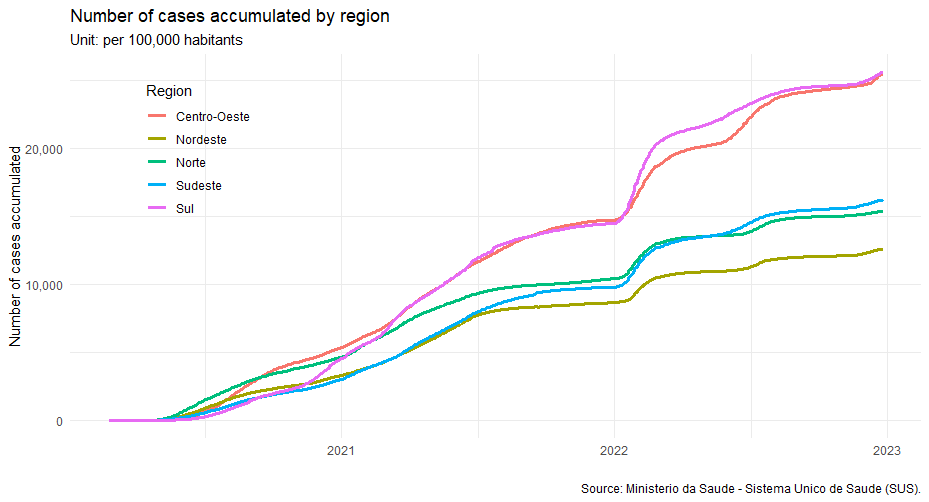 Number of cases accumulated by region
Unit: per 100,000 habitants
Number of cases accumulated
20,000
10,000
0
Region
Centro-Oeste
Nordeste
Norte
Sudeste
Sul
2021
2022
2023
Source: Ministerio da Saude - Sistema Unico de Saude (SUS).